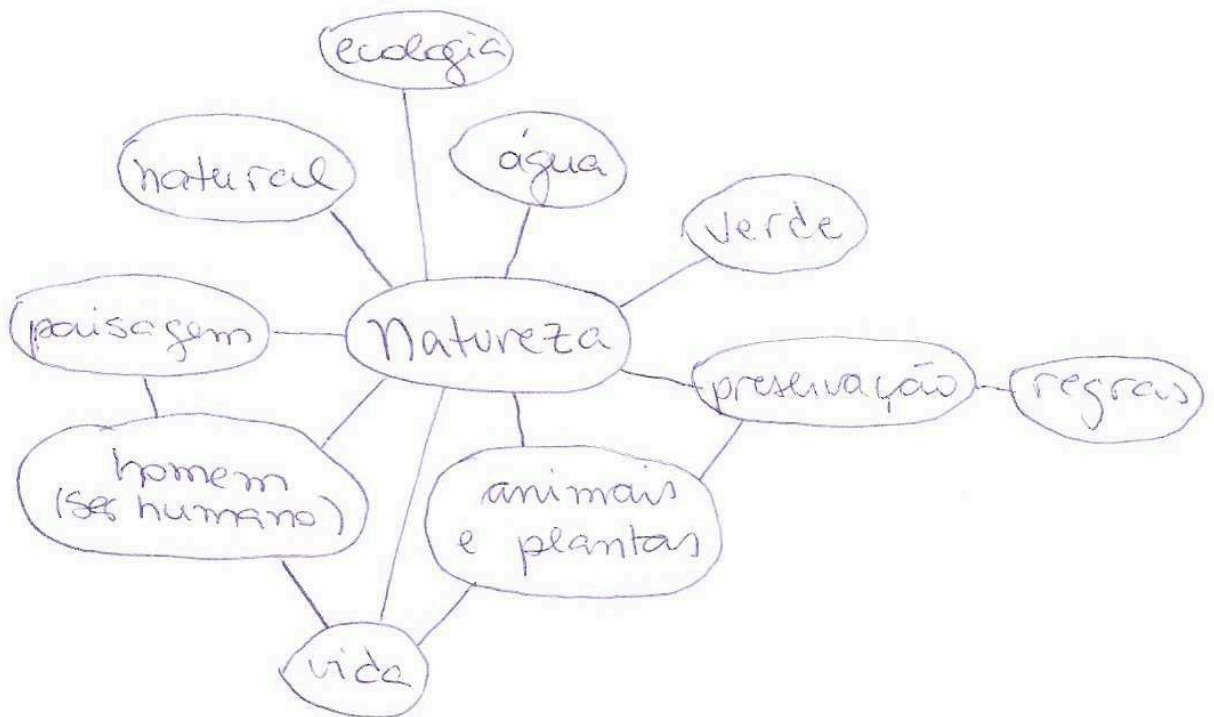 ecologia
água
natural
verde
Natureza
paisagem
preservação
regras
homem
(ser humano)
animais
e plantas
vida